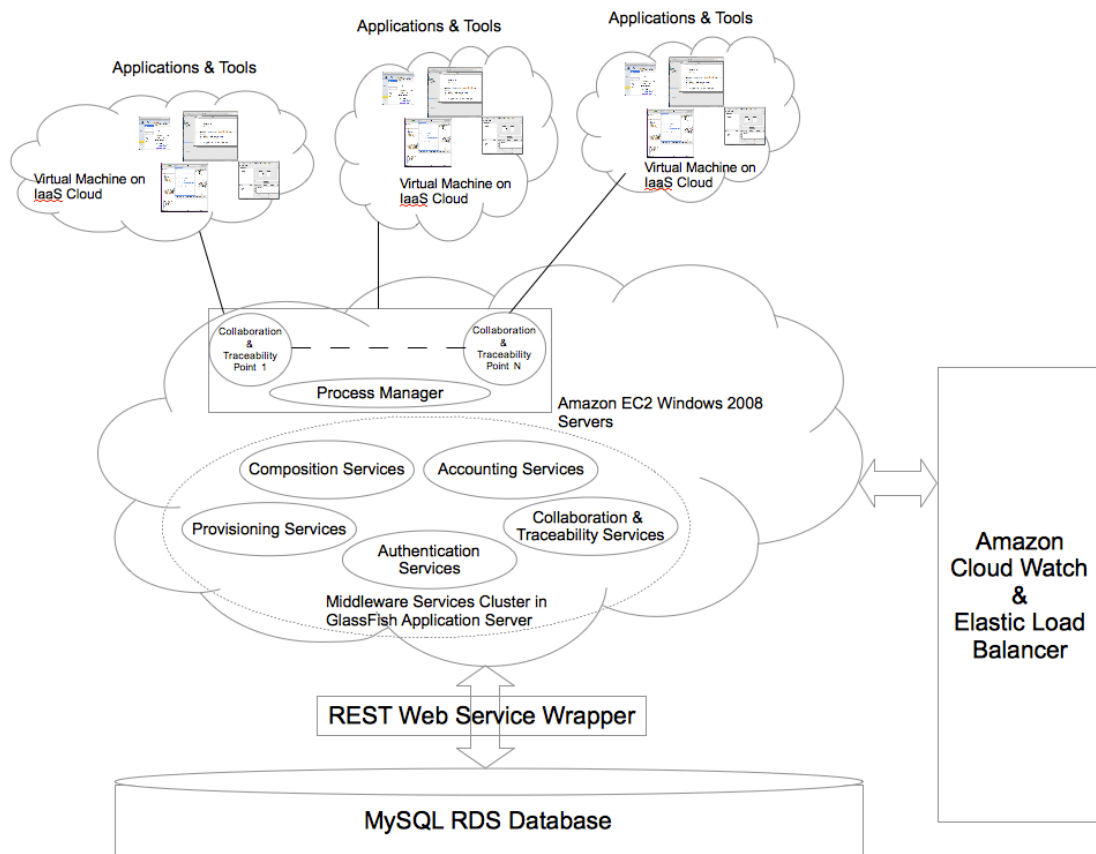 Applications & Tools
Applications & Tools
Applications & Tools
Virtual Machine on
IaaS Cloud
Virtual Machine on
IaaS Cloud
Virtual Machine on
IaaS Cloud
Collaboration
&
Traceability
Point 1
Collaboration
&
Traceability
Point N
Process Manager
Amazon EC2 Windows 2008
Servers
Composition Services
Accounting Services
Provisioning Services
Collaboration &
Traceability Services
Authentication
Services
Middleware Services Cluster in
GlassFish Application Server
Amazon
Cloud Watch
&
Elastic Load
Balancer
REST Web Service Wrapper
MySQL RDS Database